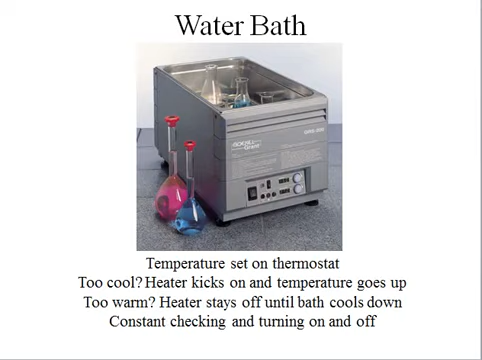 Water Bath
Temperature set on thermostat
Too cool? Heater kicks on and temperature goes up
Too warm? Heater stays off until bath cools down
Constant checking and turning on and off